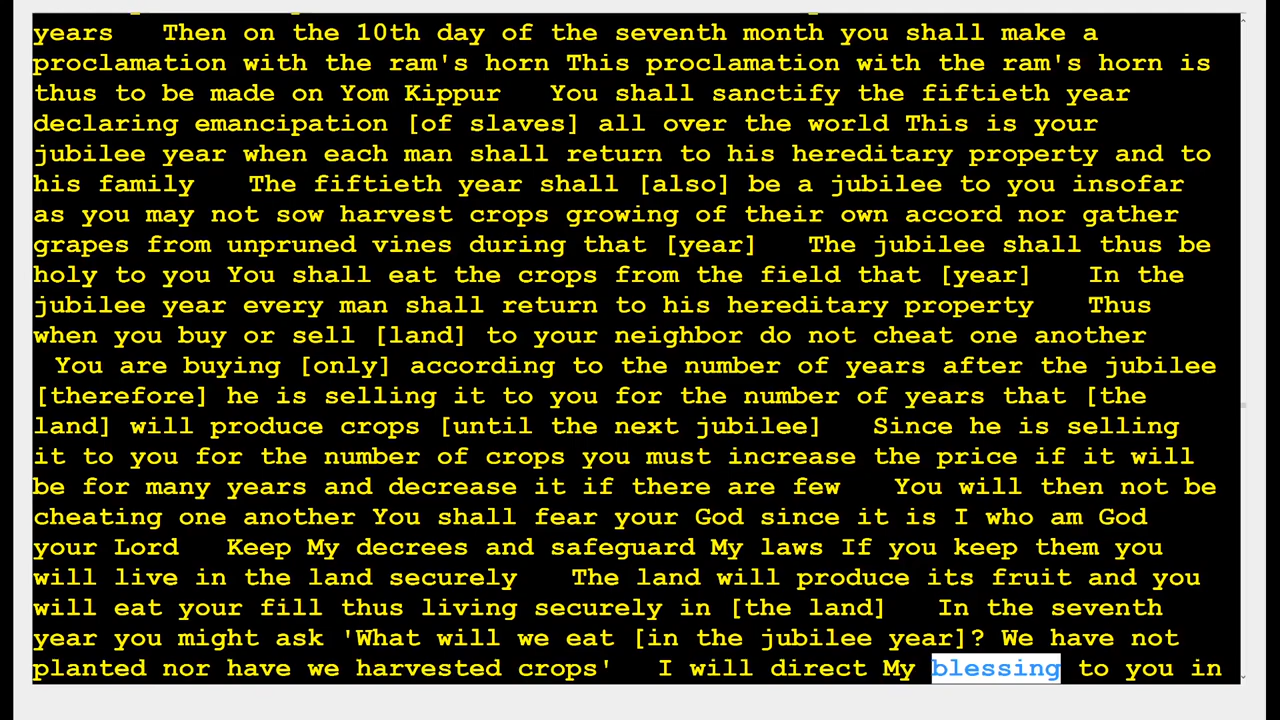 years Then on the 10th day of the seventh month you shall make a
proclamation with the ram's horn This proclamation with the ram's horn is
thus to be made on Yom Kippur You shall sanctify the fiftieth year
declaring emancipation [of slaves] all over the world This is your
jubilee year when each man shall return to his hereditary property and to
his family The fiftieth year shall [also] be a jubilee to you insofar
as you may not sow harvest crops growing of their own accord nor gather
grapes from unpruned vines during that [year] The jubilee shall thus be
holy to you You shall eat the crops from the field that [year] In the
jubilee year every man shall return to his hereditary property Thus
when you buy or sell [land] to your neighbor do not cheat one another
You are buying [only] according to the number of years after the jubilee
[therefore] he is selling it to you for the number of years that [the
land] will produce crops [until the next jubilee] Since he is selling
it to you for the number of crops you must increase the price if it will
be for many years and decrease it if there are few You will then not be
cheating one another You shall fear your God since it is I who am God
your Lord Keep My decrees and safeguard My laws If you keep them you
will live in the land securely The land will produce its fruit and you
will eat your fill thus living securely in [the land] In the seventh
year you might ask 'What will we eat [in the jubilee year]? We have not
planted nor have we harvested crops' I will direct My blessing to you in